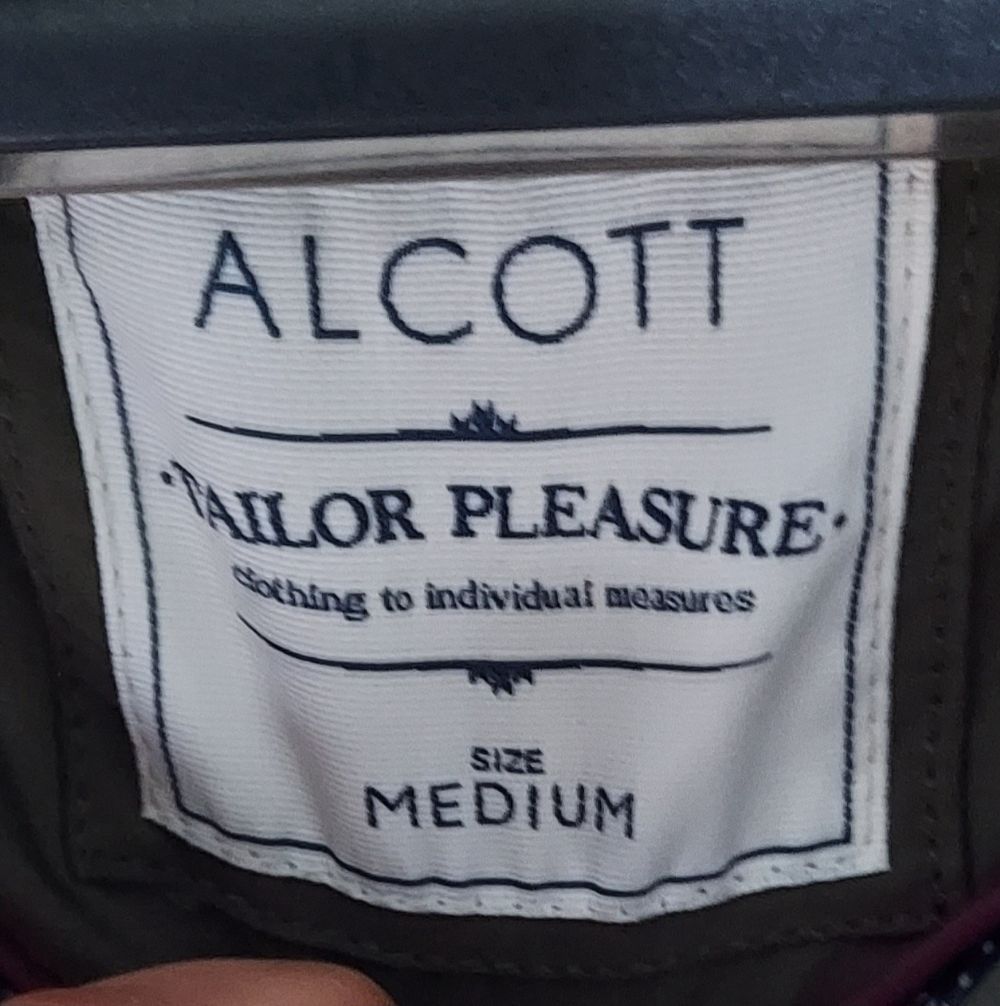 ALCOTT
·TAILOR PLEASURE·
clothing to individual measures
SIZE
MEDIUM